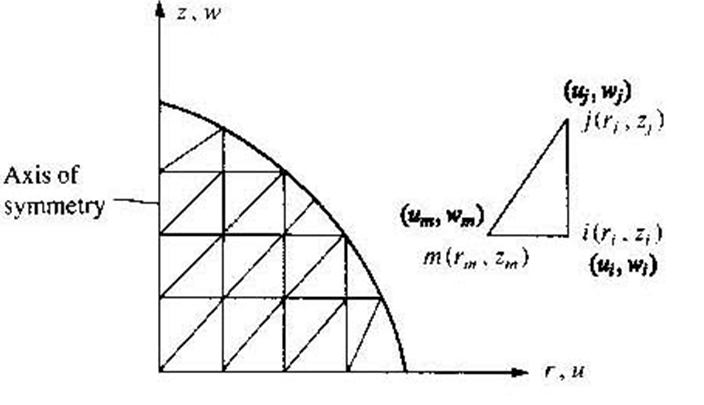 z, w
(uⱼ, wⱼ)
j(rⱼ, zⱼ)
Axis of
symmetry
(uₘ, wₘ)
m(rₘ, zₘ)
i(rᵢ, zᵢ)
(uᵢ, wᵢ)
r, u